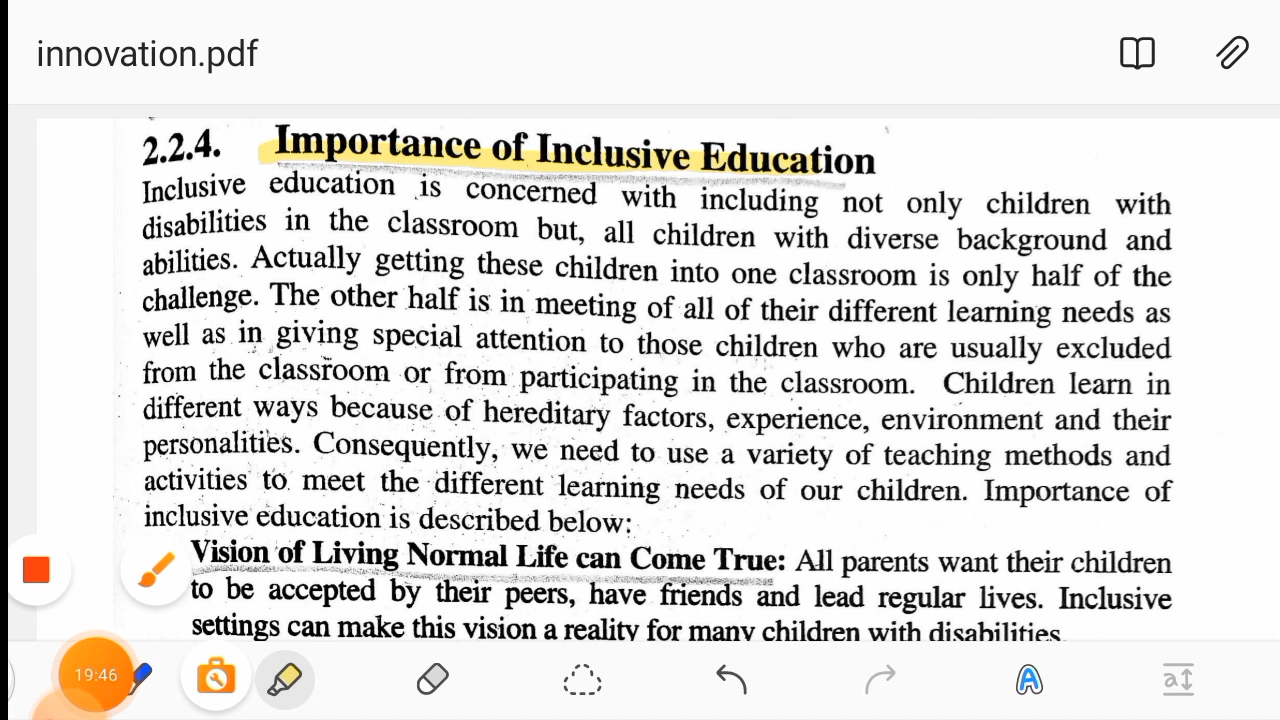 innovation.pdf
2.2.4. Importance of Inclusive Education
Inclusive education is concerned with including not only children with
disabilities in the classroom but, all children with diverse background and
abilities. Actually getting these children into one classroom is only half of the
challenge. The other half is in meeting of all of their different learning needs as
well as in giving special attention to those children who are usually excluded
from the classroom or from participating in the classroom. Children learn in
different ways because of hereditary factors, experience, environment and their
personalities. Consequently, we need to use a variety of teaching methods and
activities to meet the different learning needs of our children. Importance of
inclusive education is described below:
Vision of Living Normal Life can Come True: All parents want their children
to be accepted by their peers, have friends and lead regular lives. Inclusive
settings can make this vision a reality for many children with disabilities.
19:46
A
a